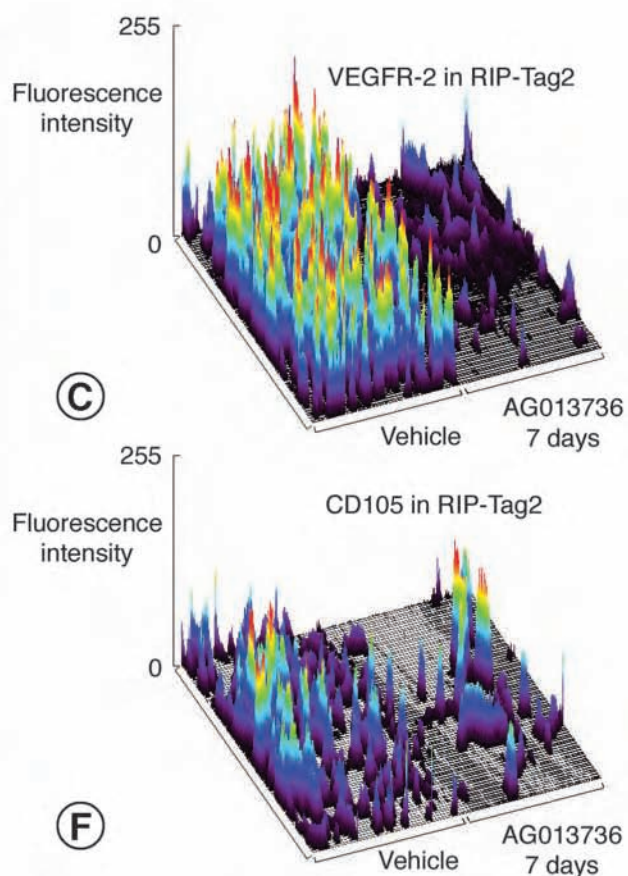 255
VEGFR-2 in RIP-Tag2
Fluorescence
intensity
0
C
AG013736
Vehicle
7 days
255
CD105 in RIP-Tag2
Fluorescence
intensity
0
F
AG013736
Vehicle
7 days